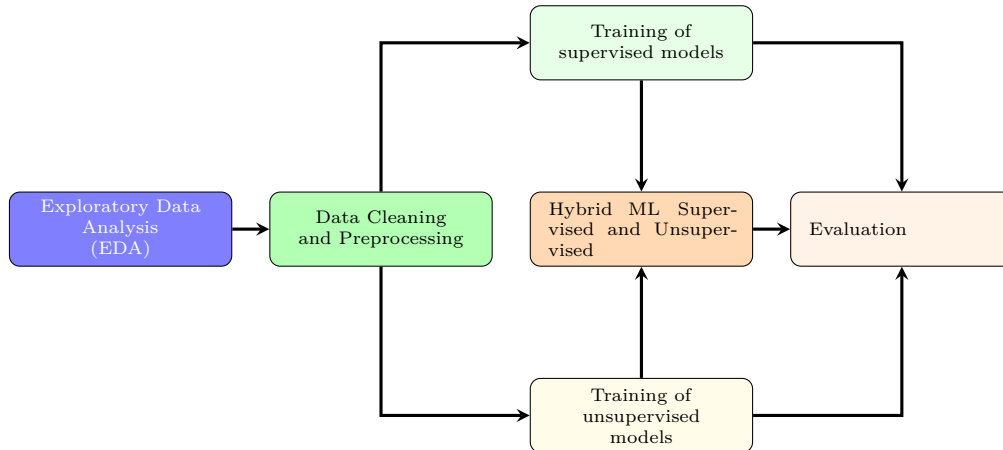 Training of
supervised models
Exploratory Data
Analysis
(EDA)
Data Cleaning
and Preprocessing
Hybrid ML Super-
vised and Unsuper-
vised
Evaluation
Training of
unsupervised
models